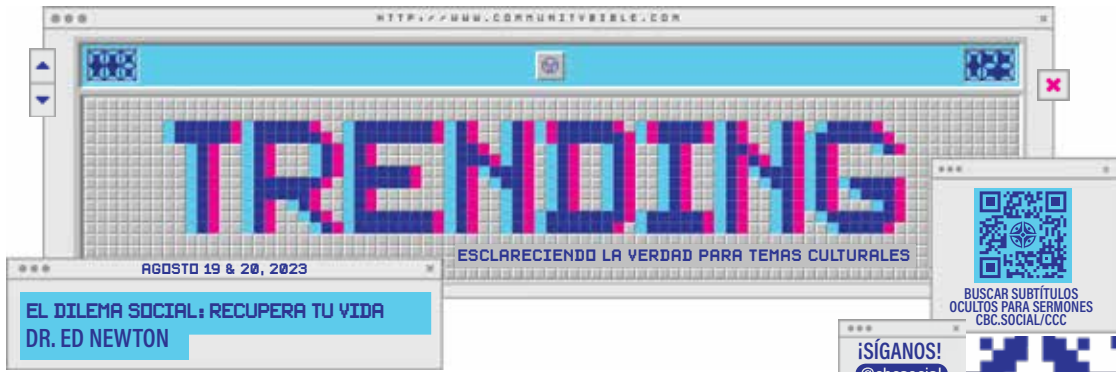 HTTP://WWW.COMMUNITYBIBLE.COM
TRENDING
ESCLARECIENDO LA VERDAD PARA TEMAS CULTURALES
AGOSTO 19 & 20, 2023
EL DILEMA SOCIAL: RECUPERA TU VIDA
DR. ED NEWTON
BUSCAR SUBTÍTULOS
OCULTOS PARA SERMONES
CBC.SOCIAL/CCC
¡SÍGANOS!
@cbcsocial